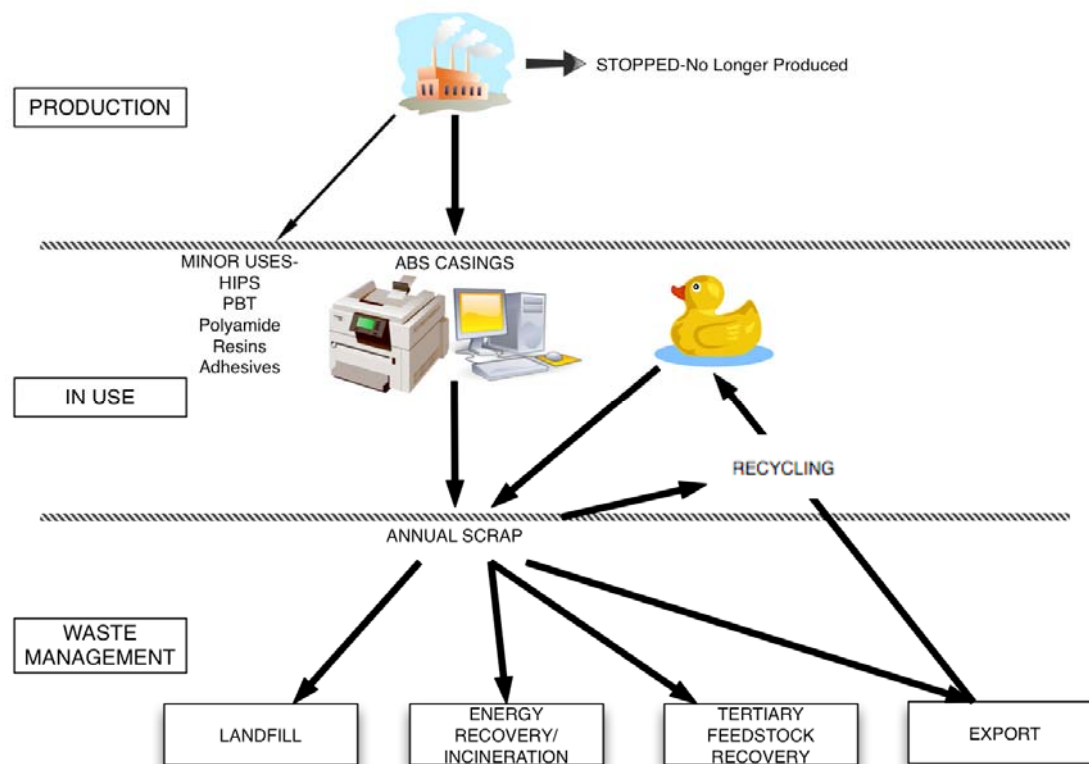 STOPPED-No Longer Produced
PRODUCTION
MINOR USES-
HIPS
PBT
Polyamide
Resins
Adhesives
ABS CASINGS
IN USE
RECYCLING
ANNUAL SCRAP
WASTE
MANAGEMENT
LANDFILL
ENERGY
RECOVERY/
INCINERATION
TERTIARY
FEEDSTOCK
RECOVERY
EXPORT